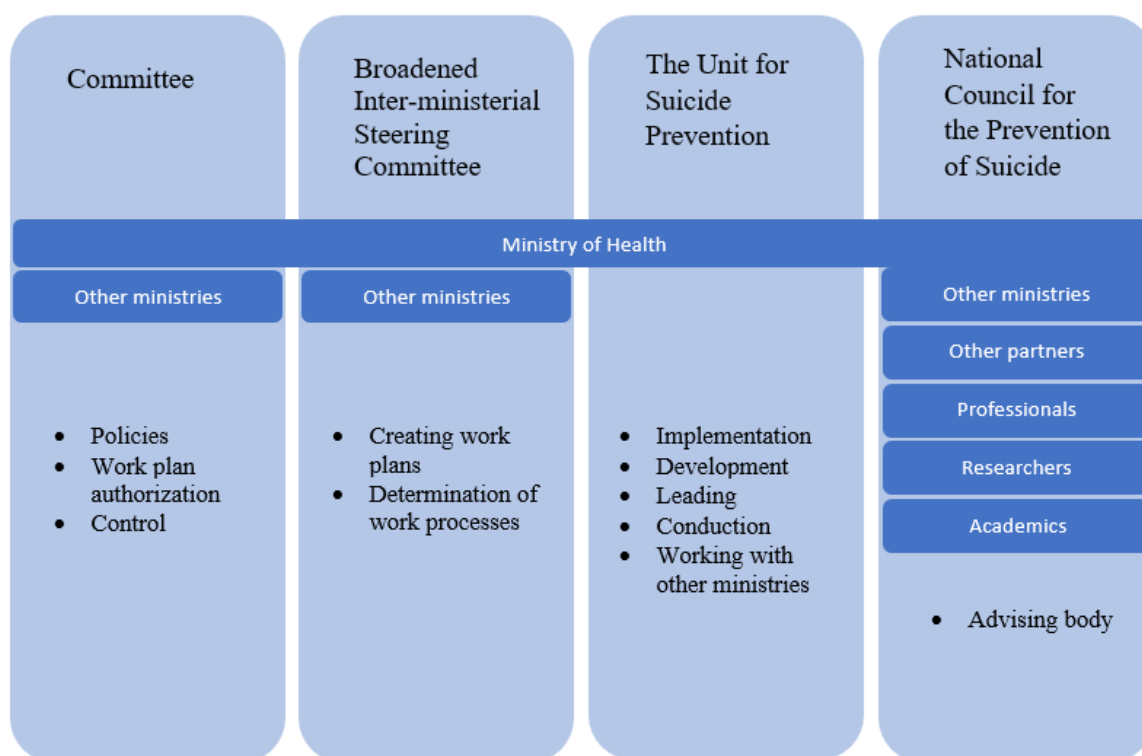 Committee
Broadened
Inter-ministerial
Steering
Committee
The Unit for
Suicide
Prevention
National
Council for
the Prevention
of Suicide
Ministry of Health
Other ministries
Other ministries
Other ministries
Other partners
Professionals
Researchers
Academics
• Policies
• Work plan
authorization
• Control
• Creating work
plans
• Determination of
work processes
• Implementation
• Development
• Leading
• Conduction
• Working with
other ministries
• Advising body